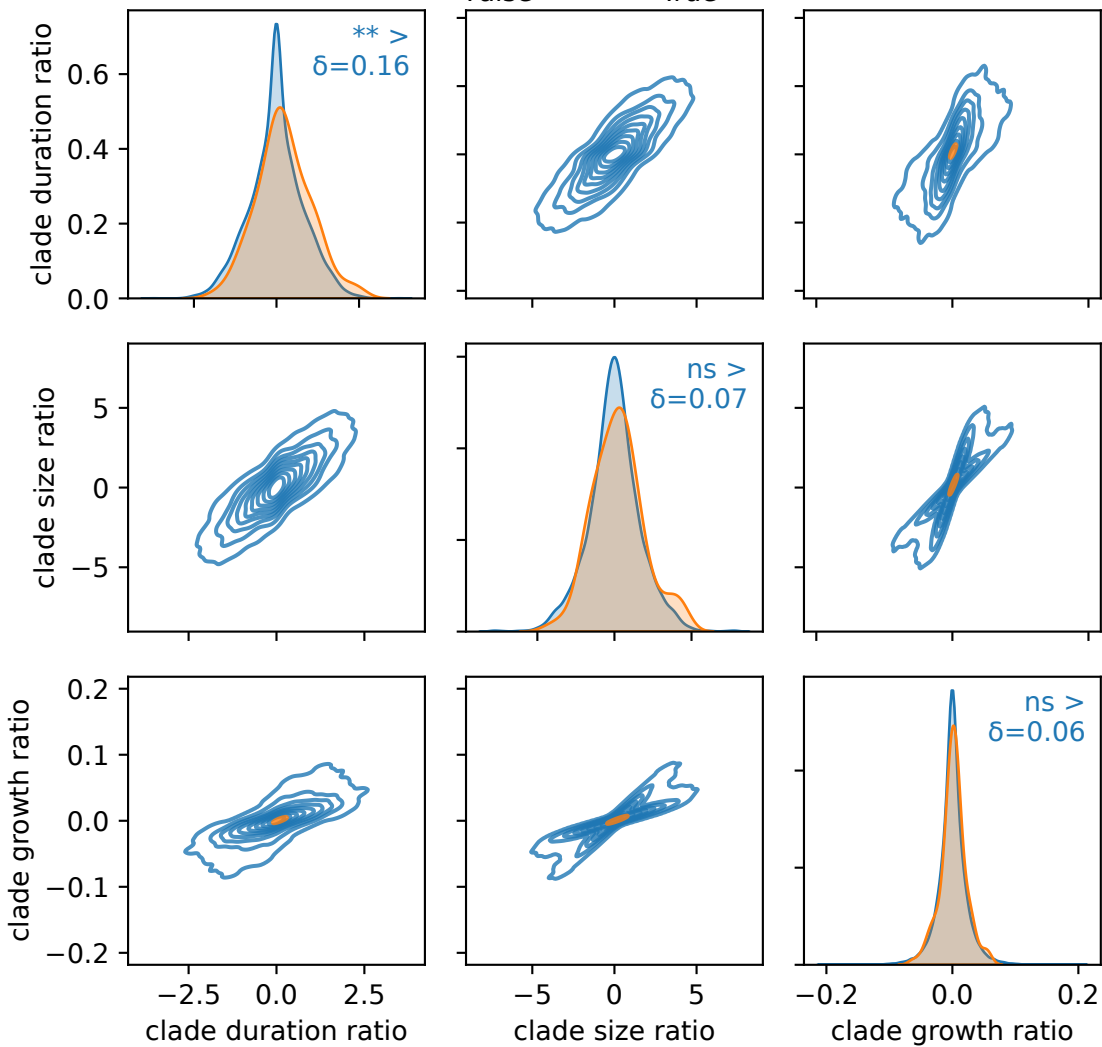 clade duration ratio
0.6
0.4
0.2
0.0
** >
δ=0.16
clade size ratio
5
0
−5
ns >
δ=0.07
clade growth ratio
0.2
0.1
0.0
−0.1
−0.2
ns >
δ=0.06
−2.5 0.0 2.5
−5 0 5
−0.2 0.0 0.2
clade duration ratio
clade size ratio
clade growth ratio